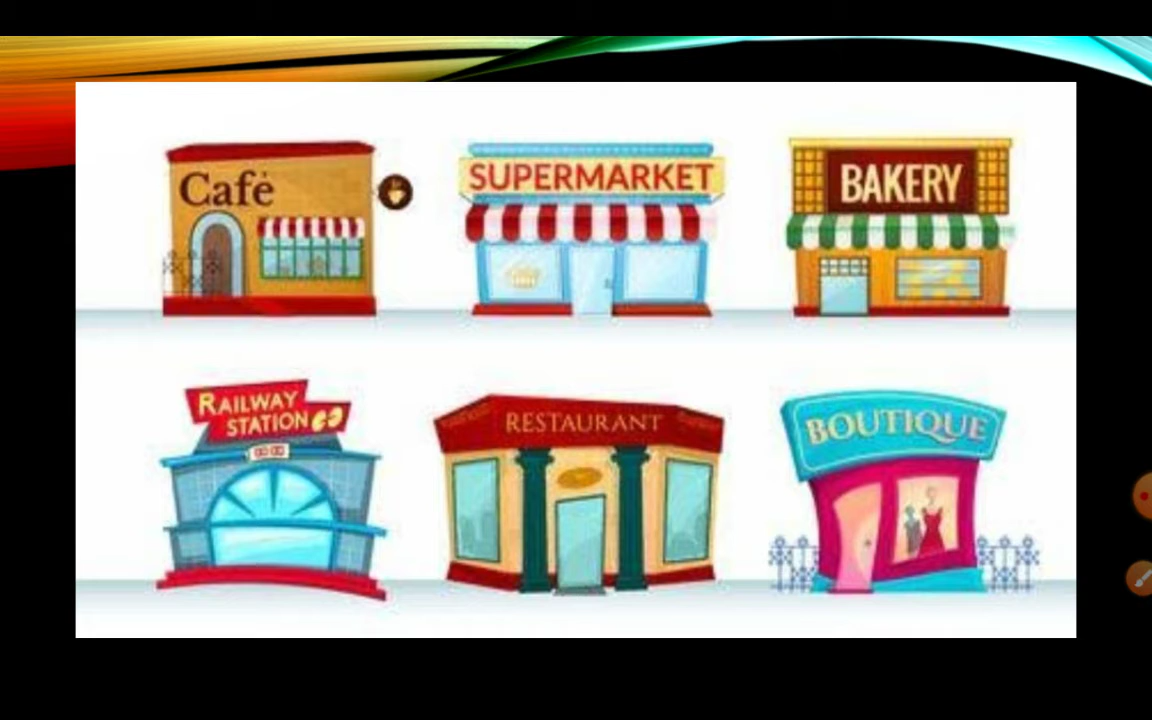 Café
SUPERMARKET
BAKERY
RAILWAY
STATION
RESTAURANT
BOUTIQUE